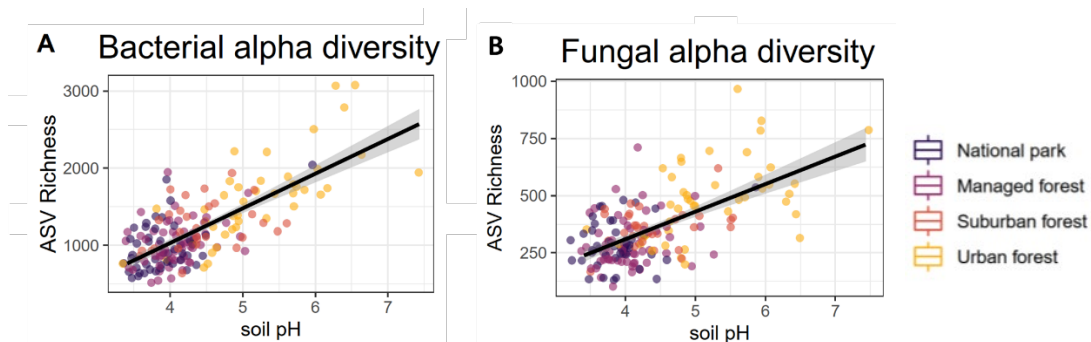 A Bacterial alpha diversity
ASV Richness
3000
2000
1000
4 5 6 7
soil pH
B Fungal alpha diversity
ASV Richness
1000
750
500
250
4 5 6 7
soil pH
National park
Managed forest
Suburban forest
Urban forest